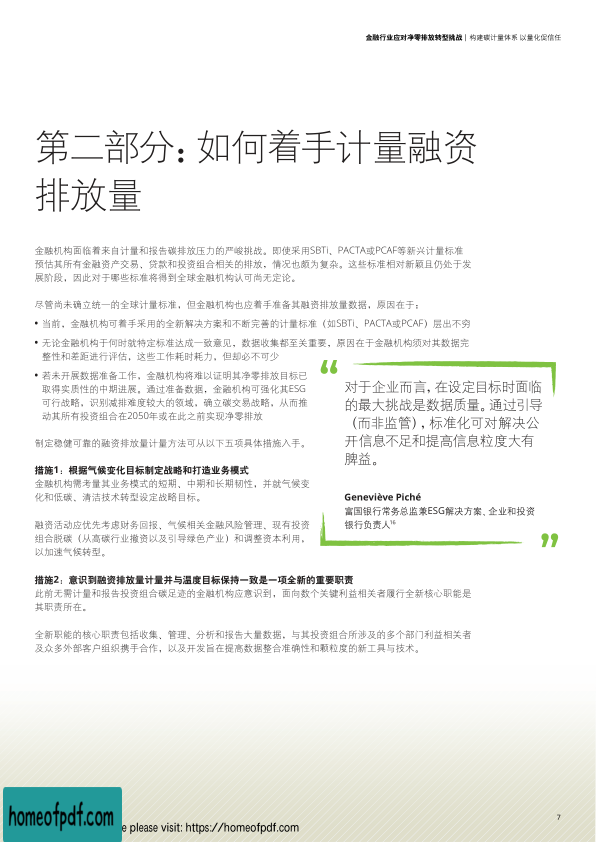 金融行业应对净零排放转型挑战 | 构建碳计量体系 以量化促信任
第二部分：如何着手计量融资
排放量
金融机构面临着来自计量和报告碳排放压力的严峻挑战。即使采用SBTi、PACTA或PCAF等新兴计量标准
预估其所有金融资产交易、贷款和投资组合相关的排放，情况也颇为复杂。这些标准相对新颖且仍处于发
展阶段，因此对于哪些标准将得到全球金融机构认可尚无定论。
尽管尚未确立统一的全球计量标准，但金融机构也应着手准备其融资排放量数据，原因在于：
• 当前，金融机构可着手采用的全新解决方案和不断完善的计量标准（如SBTi、PACTA或PCAF）层出不穷
• 无论金融机构于何时就特定标准达成一致意见，数据收集都至关重要，原因在于金融机构须对其数据完
整性和差距进行评估，这些工作耗时耗力，但却必不可少
• 若未开展数据准备工作，金融机构将难以证明其净零排放目标已
取得实质性的中期进展。通过准备数据，金融机构可强化其ESG
可行战略，识别减排难度较大的领域，确立碳交易战略，从而推
动其所有投资组合在2050年或在此之前实现净零排放
制定稳健可靠的融资排放量计量方法可从以下五项具体措施入手。
措施1：根据气候变化目标制定战略和打造业务模式
金融机构需考量其业务模式的短期、中期和长期韧性，并就气候变
化和低碳、清洁技术转型设定战略目标。
融资活动应优先考虑财务回报、气候相关金融风险管理、现有投资
组合脱碳（从高碳行业撤资以及引导绿色产业）和调整资本利用，
以加速气候转型。
“
对于企业而言，在设定目标时面临
的最大挑战是数据质量。通过引导
（而非监管），标准化可对解决公
开信息不足和提高信息粒度大有
脾益。
Geneviève Piché
富国银行常务总监兼ESG解决方案、企业和投资
银行负责人16
”
措施2：意识到融资排放量计量并与温度目标保持一致是一项全新的重要职责
此前无需计量和报告投资组合碳足迹的金融机构应意识到，面向数个关键利益相关者履行全新核心职能是
其职责所在。
全新职能的核心职责包括收集、管理、分析和报告大量数据，与其投资组合所涉及的多个部门利益相关者
及众多外部客户组织携手合作，以及开发旨在提高数据整合准确性和颗粒度的新工具与技术。
7
homeofpdf.com
e please visit: https://homeofpdf.com